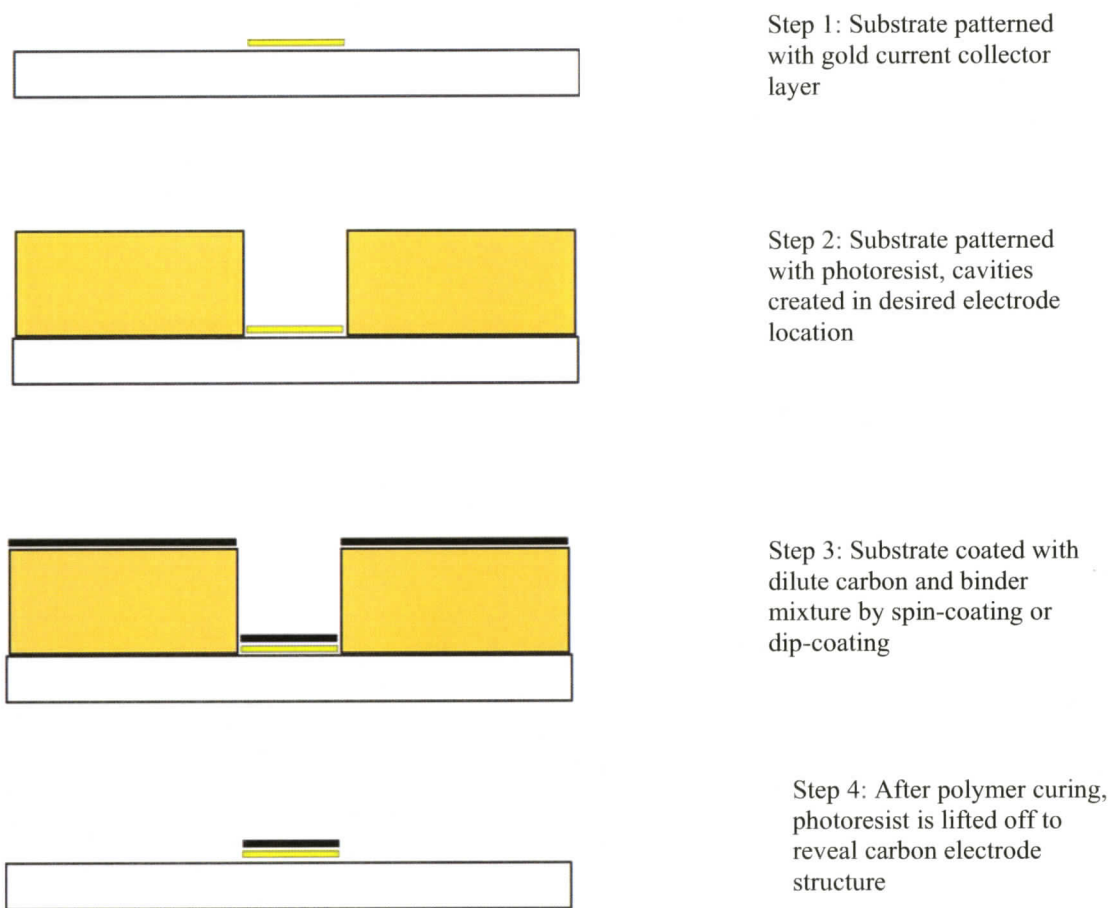 Step 1: Substrate patterned
with gold current collector
layer
Step 2: Substrate patterned
with photoresist, cavities
created in desired electrode
location
Step 3: Substrate coated with
dilute carbon and binder
mixture by spin-coating or
dip-coating
Step 4: After polymer curing,
photoresist is lifted off to
reveal carbon electrode
structure